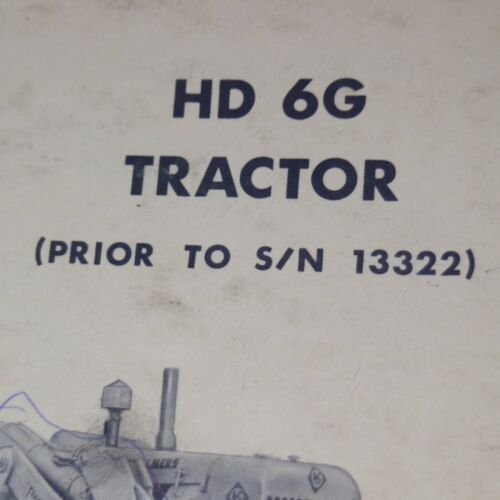 HD 6G
TRACTOR
(PRIOR TO S/N 13322)